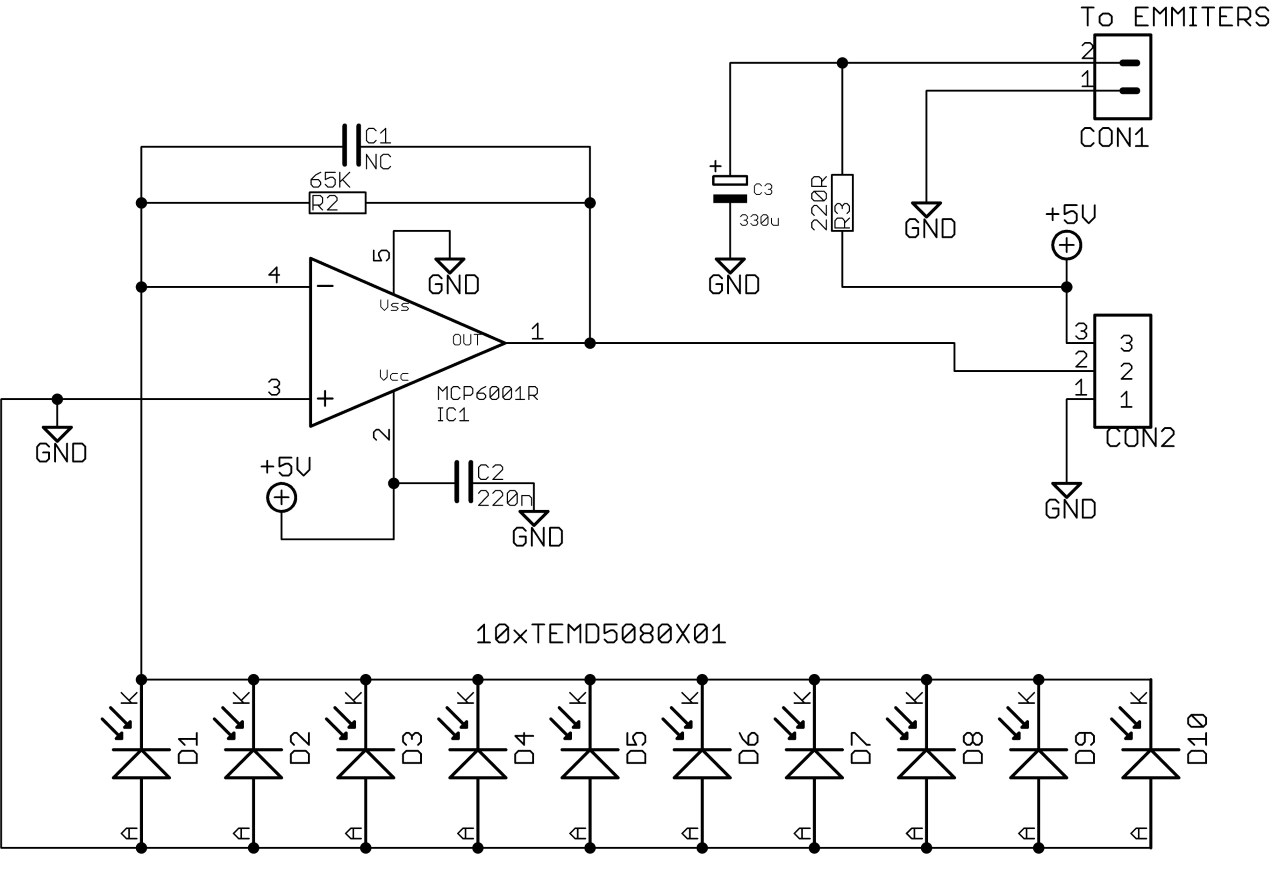 To EMMITERS
2
1
CON1
C1
NC
65K
R2
+
C3
330u
220R
R3
GND
+5V
GND
5
GND
Vss
4
−
OUT
1
3
3
2
2
1
1
CON2
Vcc
3
+
MCP6001R
IC1
2
GND
+5V
+
C2
220n
GND
GND
+
10xTEMD5080X01
K
K
K
K
K
K
K
K
K
K
D1
D2
D3
D4
D5
D6
D7
D8
D9
D10
A
A
A
A
A
A
A
A
A
A